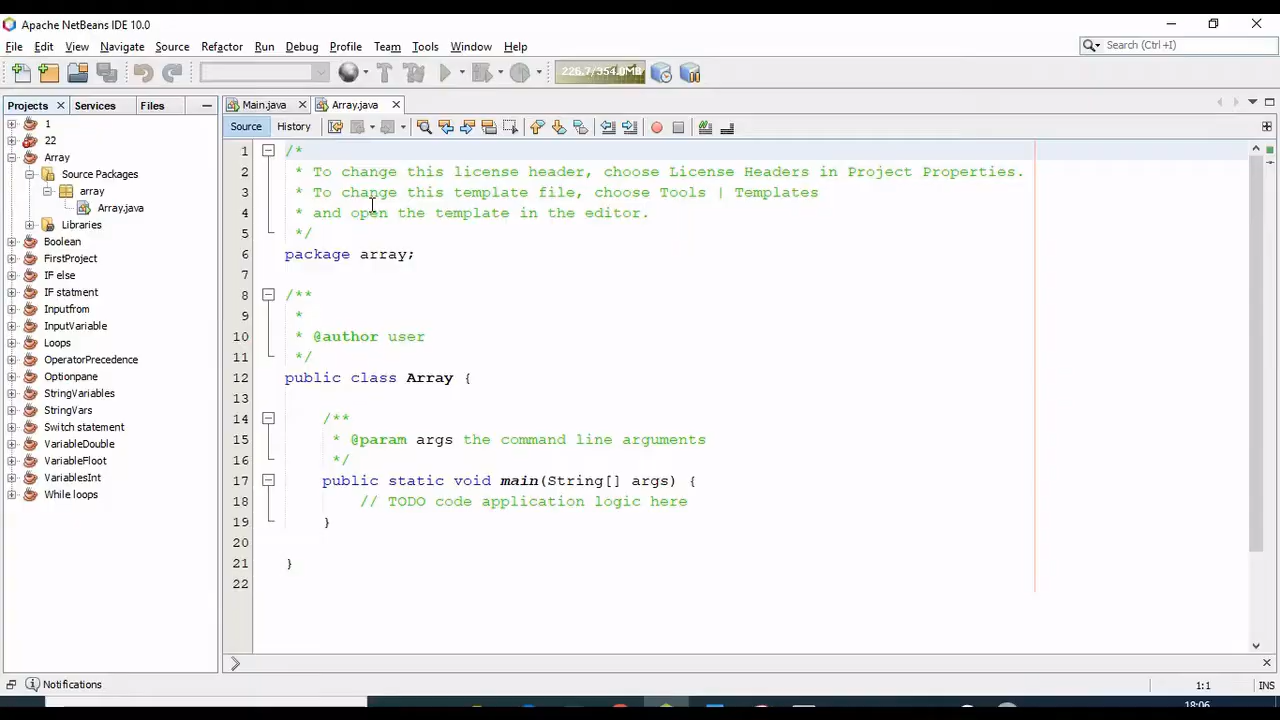 Apache NetBeans IDE 10.0
File Edit View Navigate Source Refactor Run Debug Profile Team Tools Window Help
Search (Ctrl+I)
226.7/354.0MB
Projects Services Files
Main.java Array.java
Source History
1
22
Array
Source Packages
array
Array.java
Libraries
Boolean
FirstProject
IF else
IF statment
Inputfrom
InputVariable
Loops
OperatorPrecedence
Optionpane
StringVariables
StringVars
Switch statement
VariableDouble
VariableFloot
VariablesInt
While loops
1 /*
2 * To change this license header, choose License Headers in Project Properties.
3 * To change this template file, choose Tools | Templates
4 * and open the template in the editor.
5 */
6 package array;
7
8 /**
9 *
10 * @author user
11 */
12 public class Array {
13
14 /**
15 * @param args the command line arguments
16 */
17 public static void main(String[] args) {
18 // TODO code application logic here
19 }
20
21 }
22
Notifications
1:1 INS
18:06